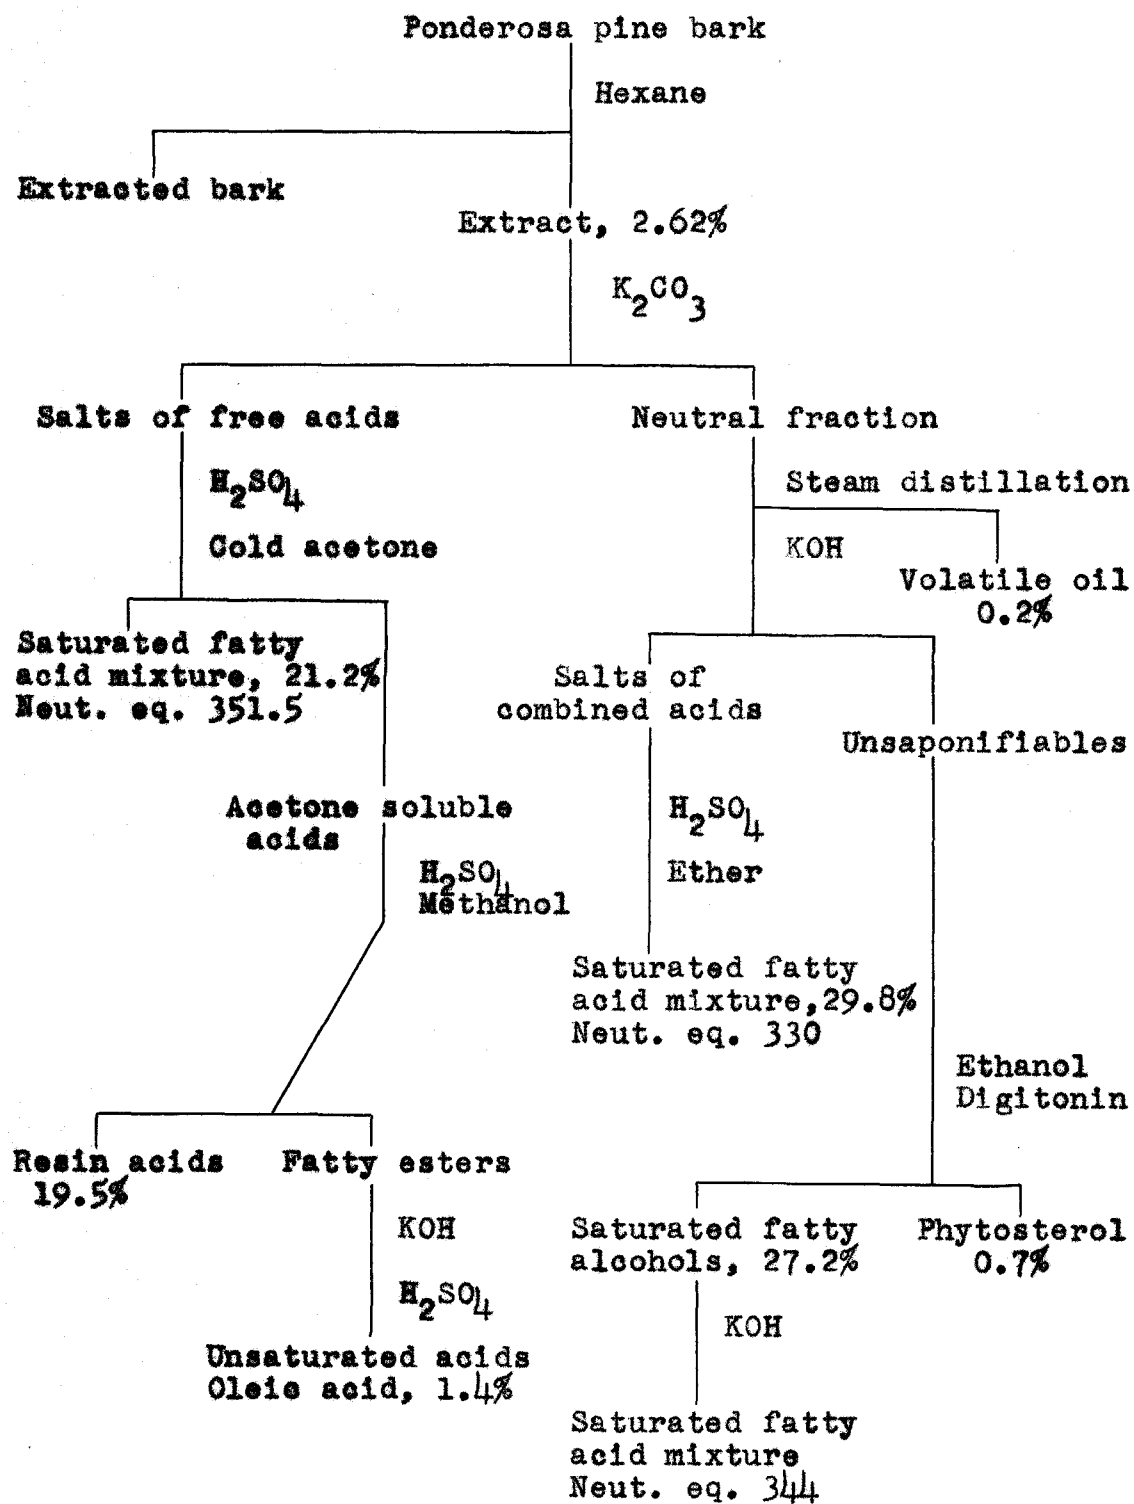 Ponderosa pine bark
Hexane
Extracted bark
Extract, 2.62%
K2CO3
Salts of free acids
Neutral fraction
H2SO4
Cold acetone
Steam distillation
KOH
Volatile oil
0.2%
Saturated fatty
acid mixture, 21.2%
Neut. eq. 351.5
Salts of
combined acids
Unsaponifiables
Acetone soluble
acids
H2SO4
Methanol
H2SO4
Ether
Saturated fatty
acid mixture,29.8%
Neut. eq. 330
Ethanol
Digitonin
Resin acids
19.5%
Fatty esters
KOH
H2SO4
Unsaturated acids
Oleic acid, 1.4%
Saturated fatty
alcohols, 27.2%
Phytosterol
0.7%
KOH
Saturated fatty
acid mixture
Neut. eq. 344